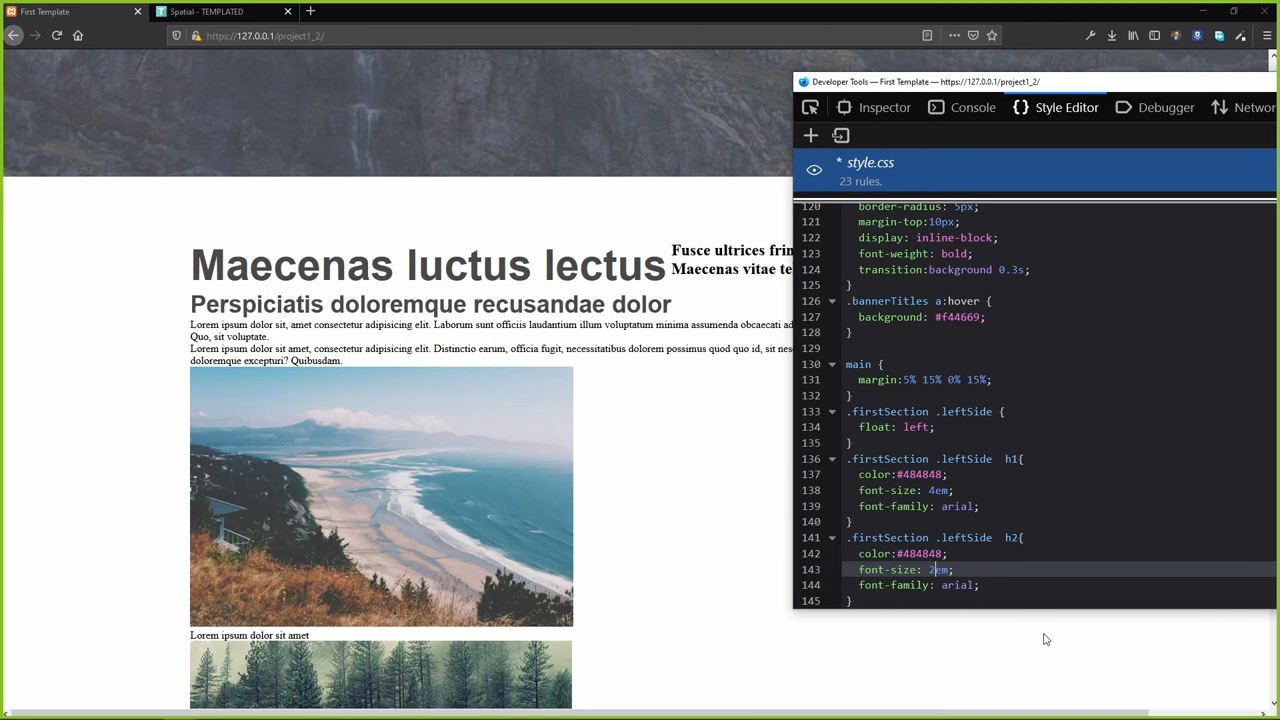 First Template
Spatial - TEMPLATED
https://127.0.0.1/project1_2/
Developer Tools — First Template — https://127.0.0.1/project1_2/
Inspector
Console
{ } Style Editor
Debugger
Networ
* style.css
23 rules.
Maecenas luctus lectus
Fusce ultrices frin
Maecenas vitae te
Perspiciatis doloremque recusandae dolor
Lorem ipsum dolor sit, amet consectetur adipisicing elit. Laborum sunt officiis laudantium illum voluptatum minima assumenda obcaecati ad
Quo, sit voluptate.
Lorem ipsum dolor sit amet, consectetur adipisicing elit. Distinctio earum, officia fugit, necessitatibus dolorem possimus quod quo id, sit nes
doloremque excepturi? Quibusdam.
Lorem ipsum dolor sit amet
120 border-radius: 5px;
121 margin-top:10px;
122 display: inline-block;
123 font-weight: bold;
124 transition:background 0.3s;
125 }
126 .bannerTitles a:hover {
127 background: #f44669;
128 }
129
130 main {
131 margin:5% 15% 0% 15%;
132 }
133 .firstSection .leftSide {
134 float: left;
135 }
136 .firstSection .leftSide  h1{
137 color:#484848;
138 font-size: 4em;
139 font-family: arial;
140 }
141 .firstSection .leftSide  h2{
142 color:#484848;
143 font-size: 2em;
144 font-family: arial;
145 }